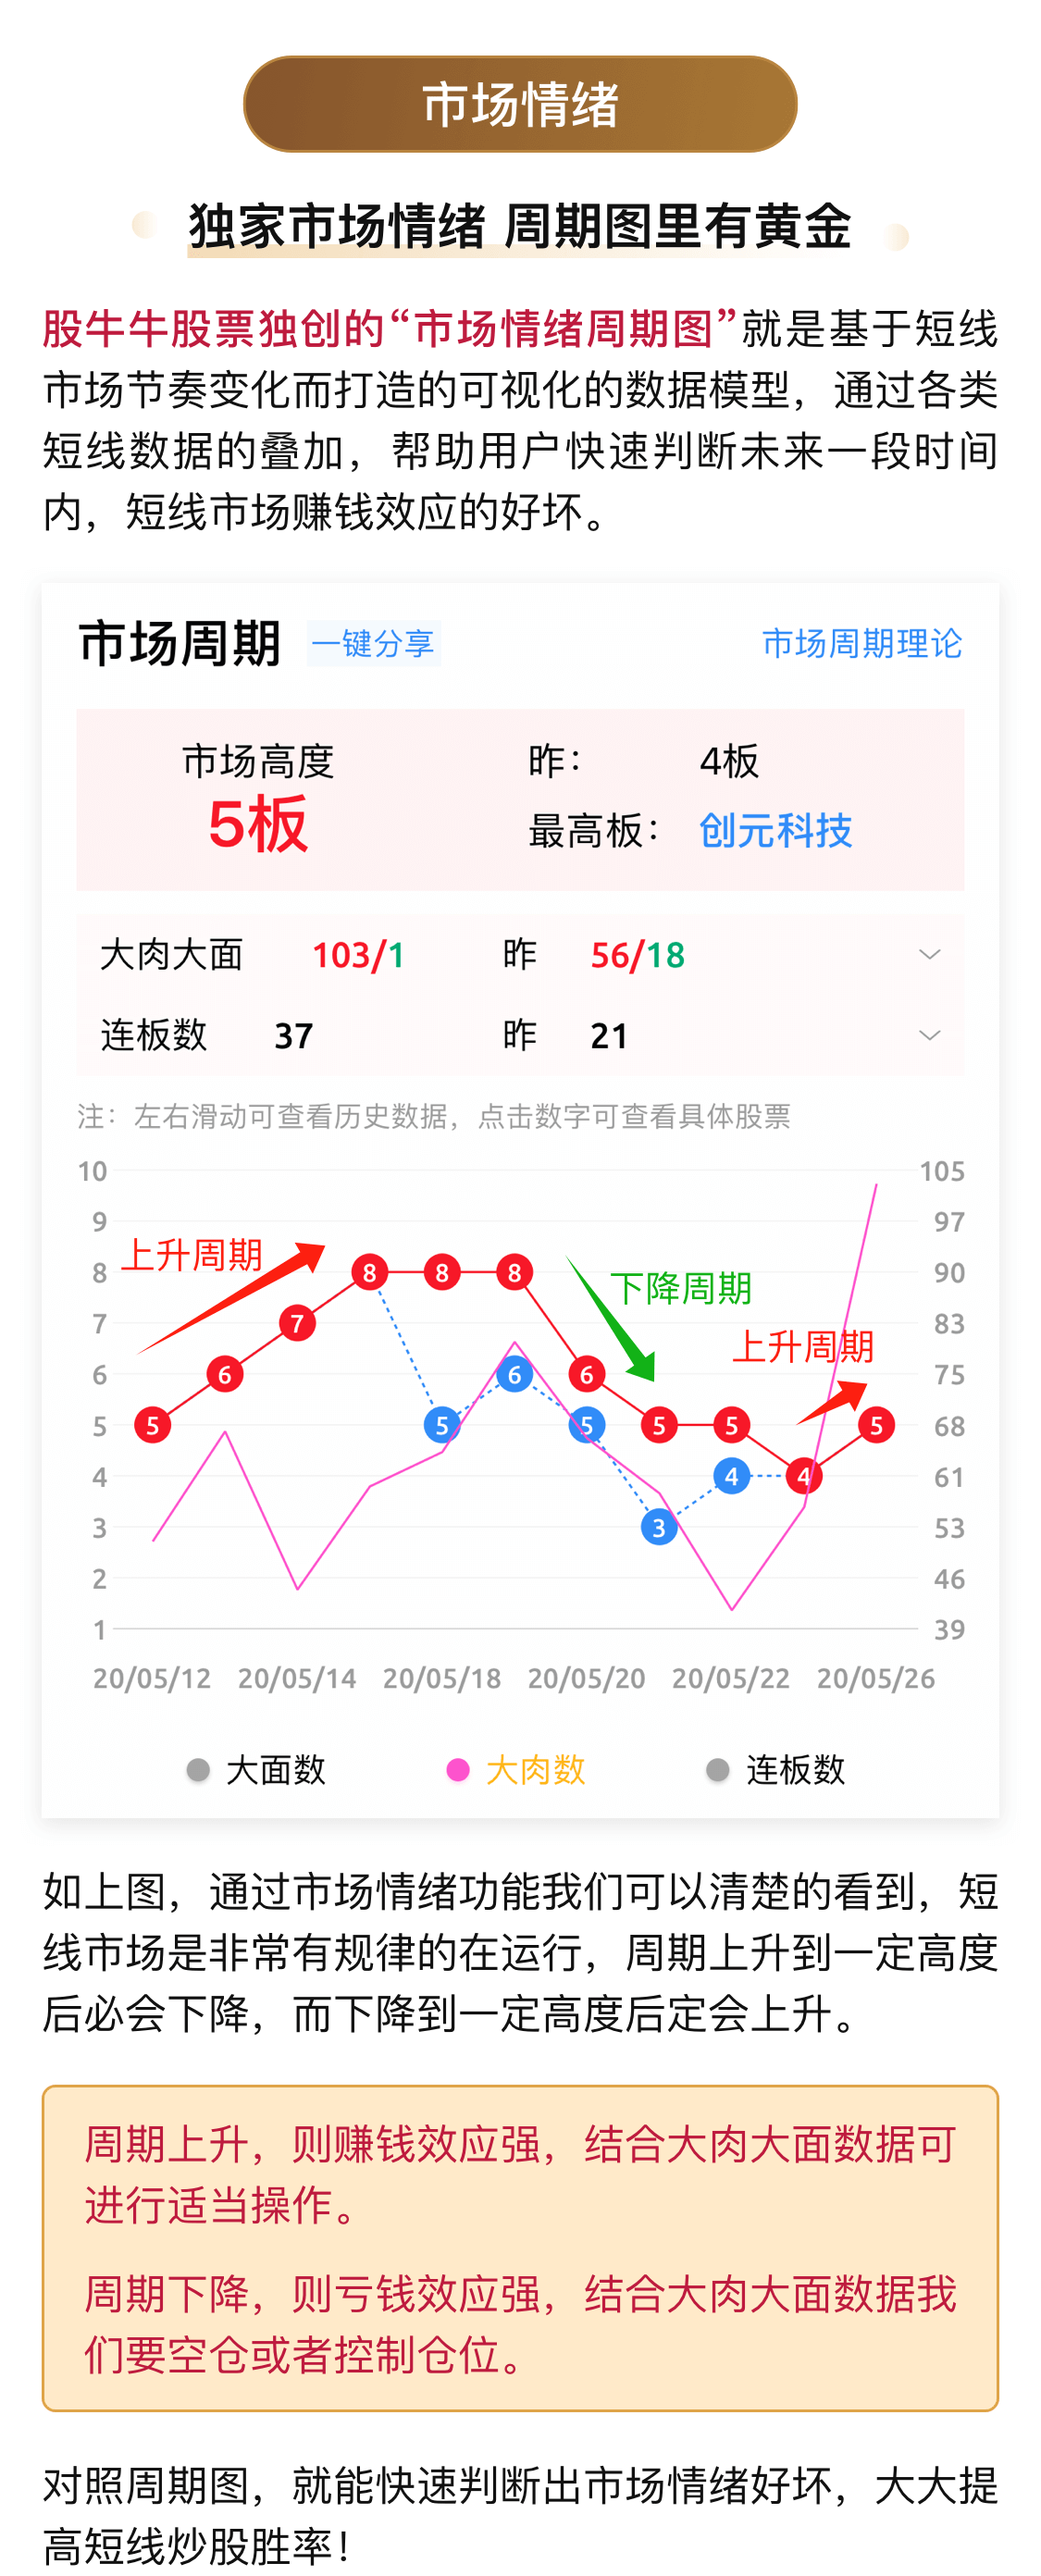 市场情绪
独家市场情绪 周期图里有黄金
股牛牛股票独创的“市场情绪周期图”就是基于短线
市场节奏变化而打造的可视化的数据模型，通过各类
短线数据的叠加，帮助用户快速判断未来一段时间
内，短线市场赚钱效应的好坏。
市场周期 一键分享 市场周期理论
市场高度 昨： 4板
5板 最高板： 创元科技
大肉大面 103/1 昨 56/18
连板数 37 昨 21
注：左右滑动可查看历史数据，点击数字可查看具体股票
10 105
9 97
上升周期
8 8 8 8 90
下降周期
7 7 83
上升周期
6 6 6 6 75
5 5 5 5 5 5 5 68
4 4 4 61
3 3 53
2 46
1 39
20/05/12 20/05/14 20/05/18 20/05/20 20/05/22 20/05/26
大面数 大肉数 连板数
如上图，通过市场情绪功能我们可以清楚的看到，短
线市场是非常有规律的在运行，周期上升到一定高度
后必会下降，而下降到一定高度后定会上升。
周期上升，则赚钱效应强，结合大肉大面数据可
进行适当操作。
周期下降，则亏钱效应强，结合大肉大面数据我
们要空仓或者控制仓位。
对照周期图，就能快速判断出市场情绪好坏，大大提
高短线炒股胜率！